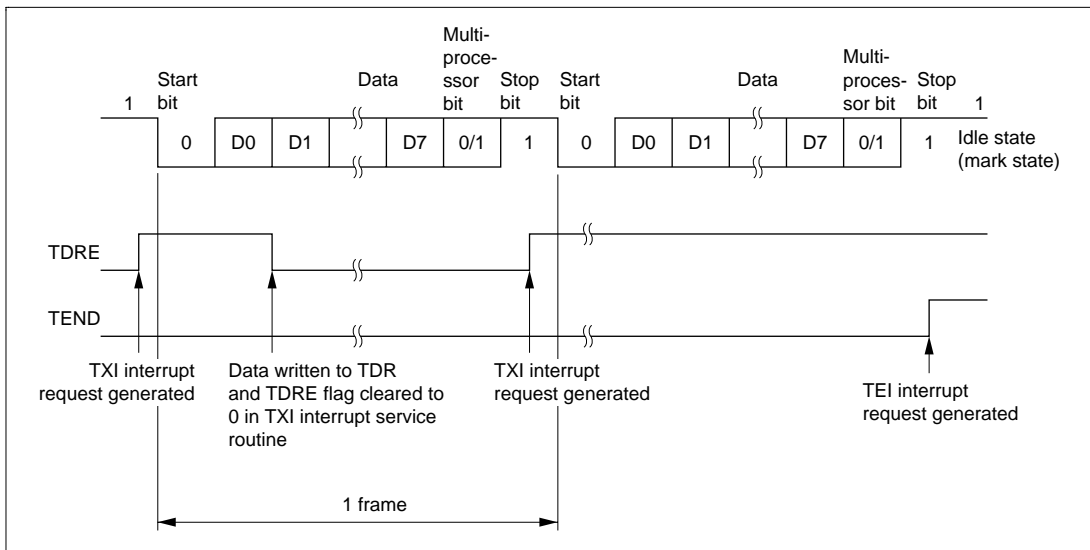 1
Start
bit
Data
Multi-
proce-
ssor
bit
Stop
bit
Start
bit
Data
Multi-
proces-
sor bit
Stop
bit
1
0
D0
D1
D7
0/1
1
0
D0
D1
D7
0/1
1
Idle state
(mark state)
TDRE
TEND
TXI interrupt
request generated
Data written to TDR
and TDRE flag cleared to
0 in TXI interrupt service
routine
TXI interrupt
request generated
TEI interrupt
request generated
1 frame